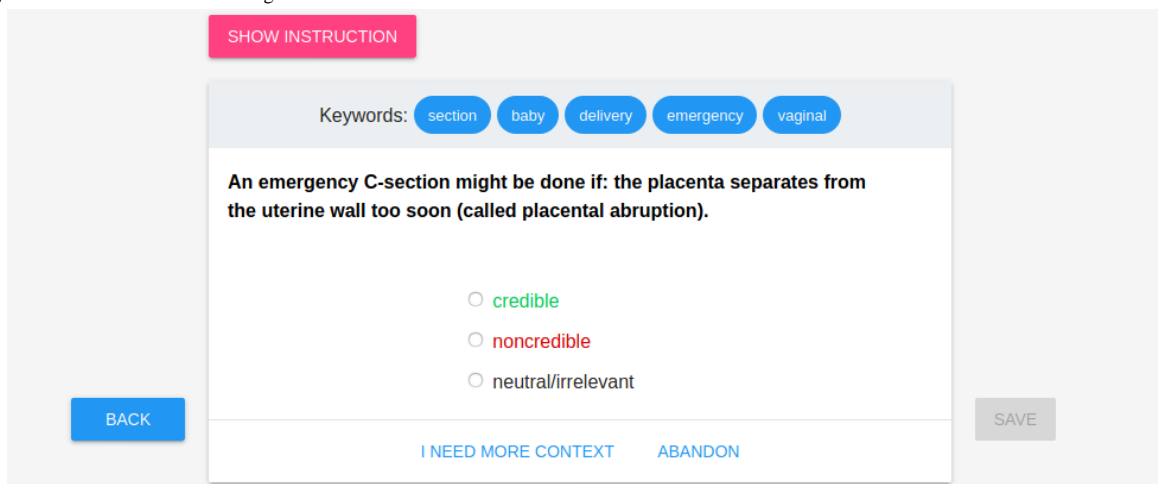 SHOW INSTRUCTION
Keywords: section baby delivery emergency vaginal
An emergency C-section might be done if: the placenta separates from
the uterine wall too soon (called placental abruption).
credible
noncredible
neutral/irrelevant
BACK
SAVE
I NEED MORE CONTEXT ABANDON